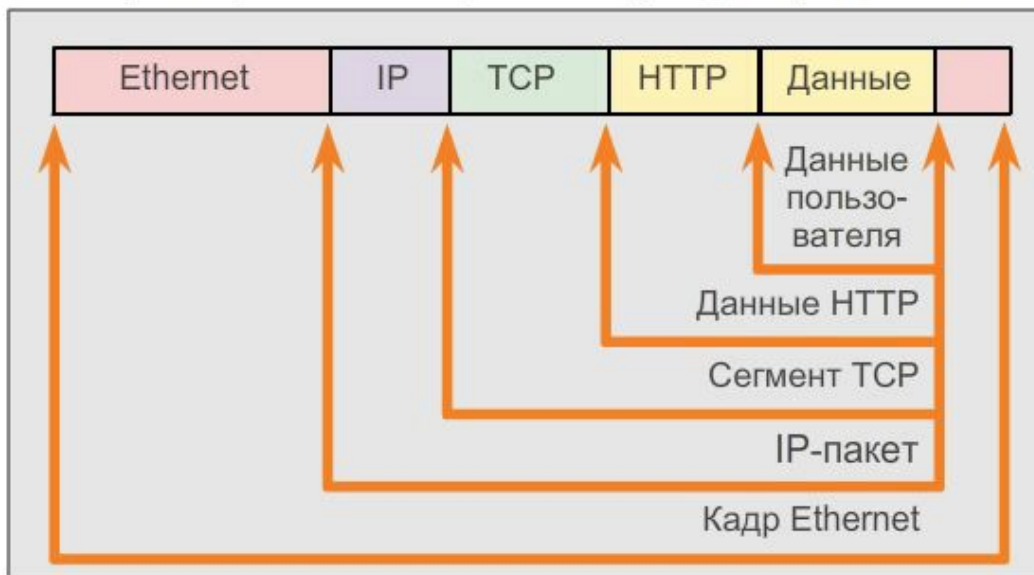 Ethernet IP TCP HTTP Данные
Данные
пользо-
вателя
Данные HTTP
Сегмент TCP
IP-пакет
Кадр Ethernet